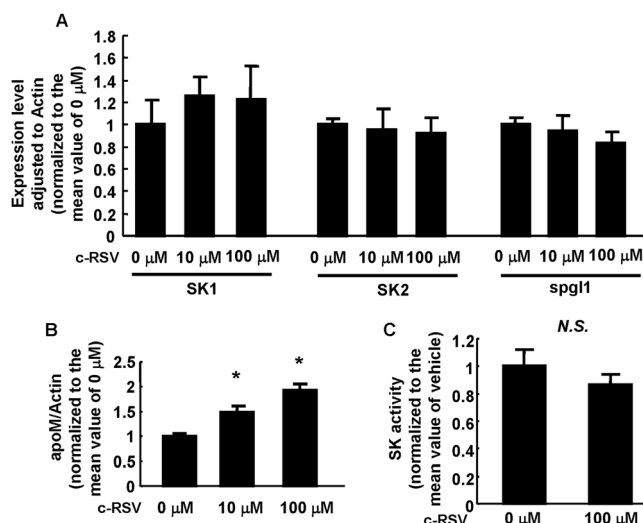 A
Expression level
adjusted to Actin
(normalized to the
mean value of 0 μM)
1.8
1.6
1.4
1.2
1
0.8
0.6
0.4
0.2
0
c-RSV 0 μM 10 μM 100 μM 0 μM 10 μM 100 μM 0 μM 10 μM 100 μM
SK1 SK2 spgl1
B
apoM/Actin
(normalized to the
mean value of 0 μM)
2.5
2
1.5
1
0.5
0
* *
c-RSV 0 μM 10 μM 100 μM
C
N.S.
SK activity
(normalized to the
mean value of vehicle)
1.2
1
0.8
0.6
0.4
0.2
0
c-RSV 0 μM 100 μM